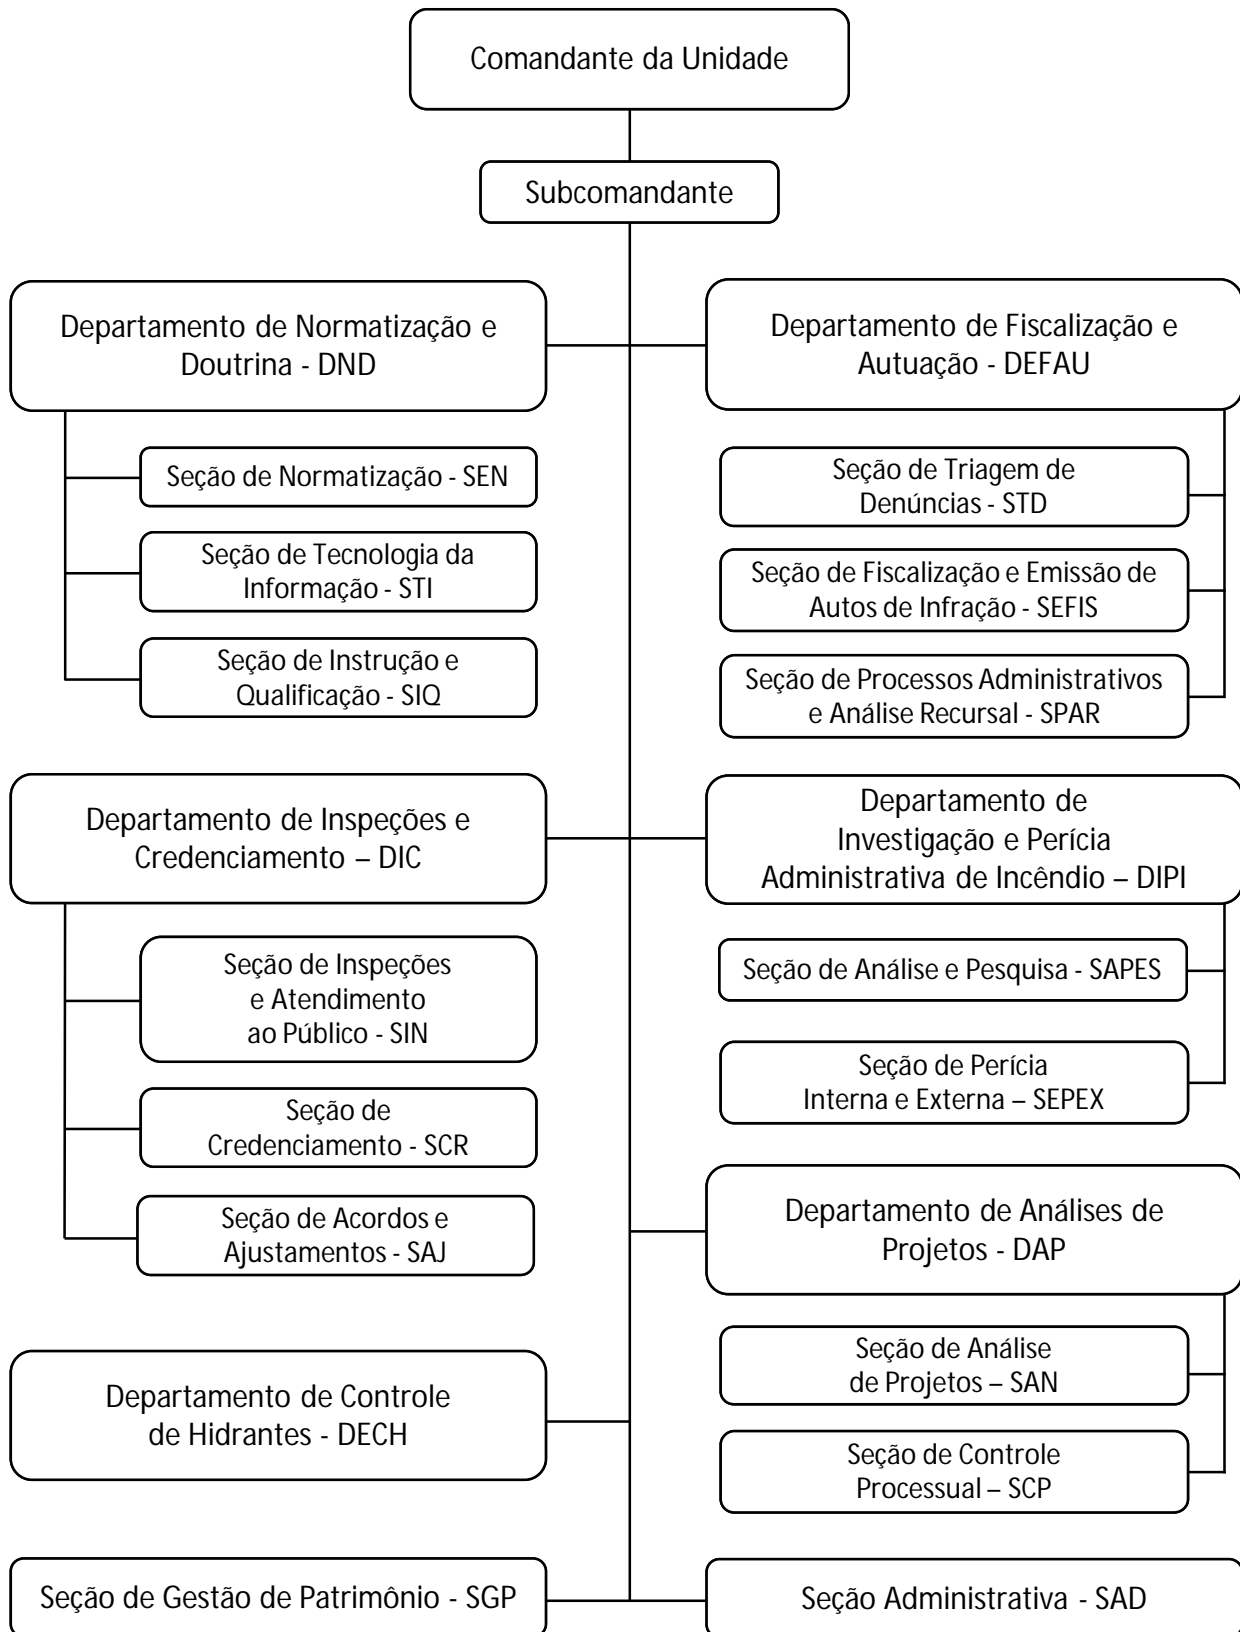 Comandante da Unidade
Subcomandante
Departamento de Normatização e
Doutrina - DND
Seção de Normatização - SEN
Seção de Tecnologia da
Informação - STI
Seção de Instrução e
Qualificação - SIQ
Departamento de Fiscalização e
Autuação - DEFAU
Seção de Triagem de
Denúncias - STD
Seção de Fiscalização e Emissão de
Autos de Infração - SEFIS
Seção de Processos Administrativos
e Análise Recursal - SPAR
Departamento de Inspeções e
Credenciamento – DIC
Seção de Inspeções
e Atendimento
ao Público - SIN
Seção de
Credenciamento - SCR
Seção de Acordos e
Ajustamentos - SAJ
Departamento de
Investigação e Perícia
Administrativa de Incêndio – DIPI
Seção de Análise e Pesquisa - SAPES
Seção de Perícia
Interna e Externa – SEPEX
Departamento de Análises de
Projetos - DAP
Seção de Análise
de Projetos – SAN
Seção de Controle
Processual – SCP
Departamento de Controle
de Hidrantes - DECH
Seção de Gestão de Patrimônio - SGP
Seção Administrativa - SAD